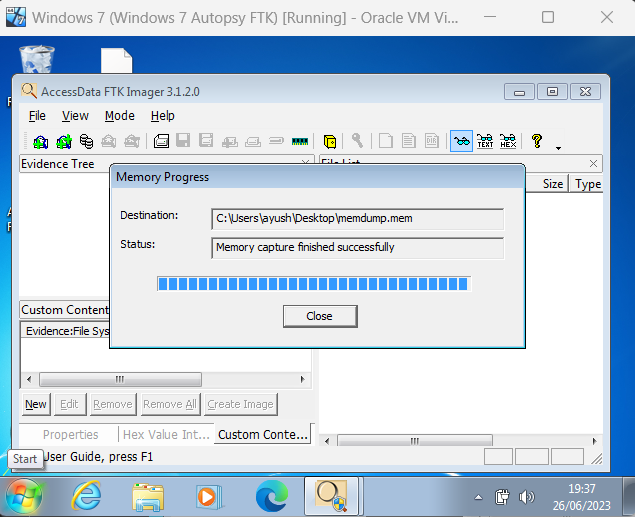 Windows 7 (Windows 7 Autopsy FTK) [Running] - Oracle VM Vi...
AccessData FTK Imager 3.1.2.0
File View Mode Help
TEXT HEX
Evidence Tree
File List
Size Type
Memory Progress
Destination: C:\Users\ayush\Desktop\memdump.mem
Status: Memory capture finished successfully
Close
Custom Content
Evidence:File Sys
New Edit Remove Remove All Create Image
Properties Hex Value Int... Custom Conte...
User Guide, press F1
Start
19:37
26/06/2023